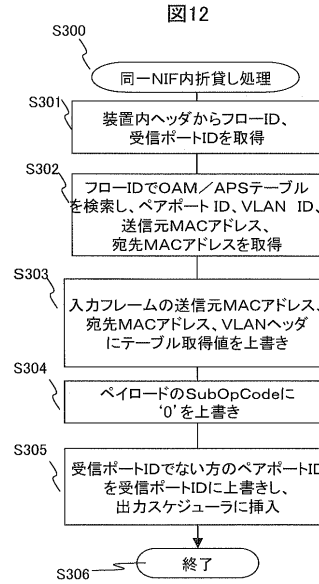 図12
S300
同一NIF内折貸し処理
S301
装置内ヘッダからフローID、
受信ポートIDを取得
S302
フローIDでOAM／APSテーブル
を検索し、ペアポート ID、VLAN ID、
送信元MACアドレス、
宛先MACアドレスを取得
S303
入力フレームの送信元MACアドレス、
宛先MACアドレス、VLANヘッダ
にテーブル取得値を上書き
S304
ペイロードのSubOpCodeに
‘0’を上書き
S305
受信ポートIDでない方のペアポートID
を受信ポートIDに上書きし、
出力スケジューラに挿入
S306
終了